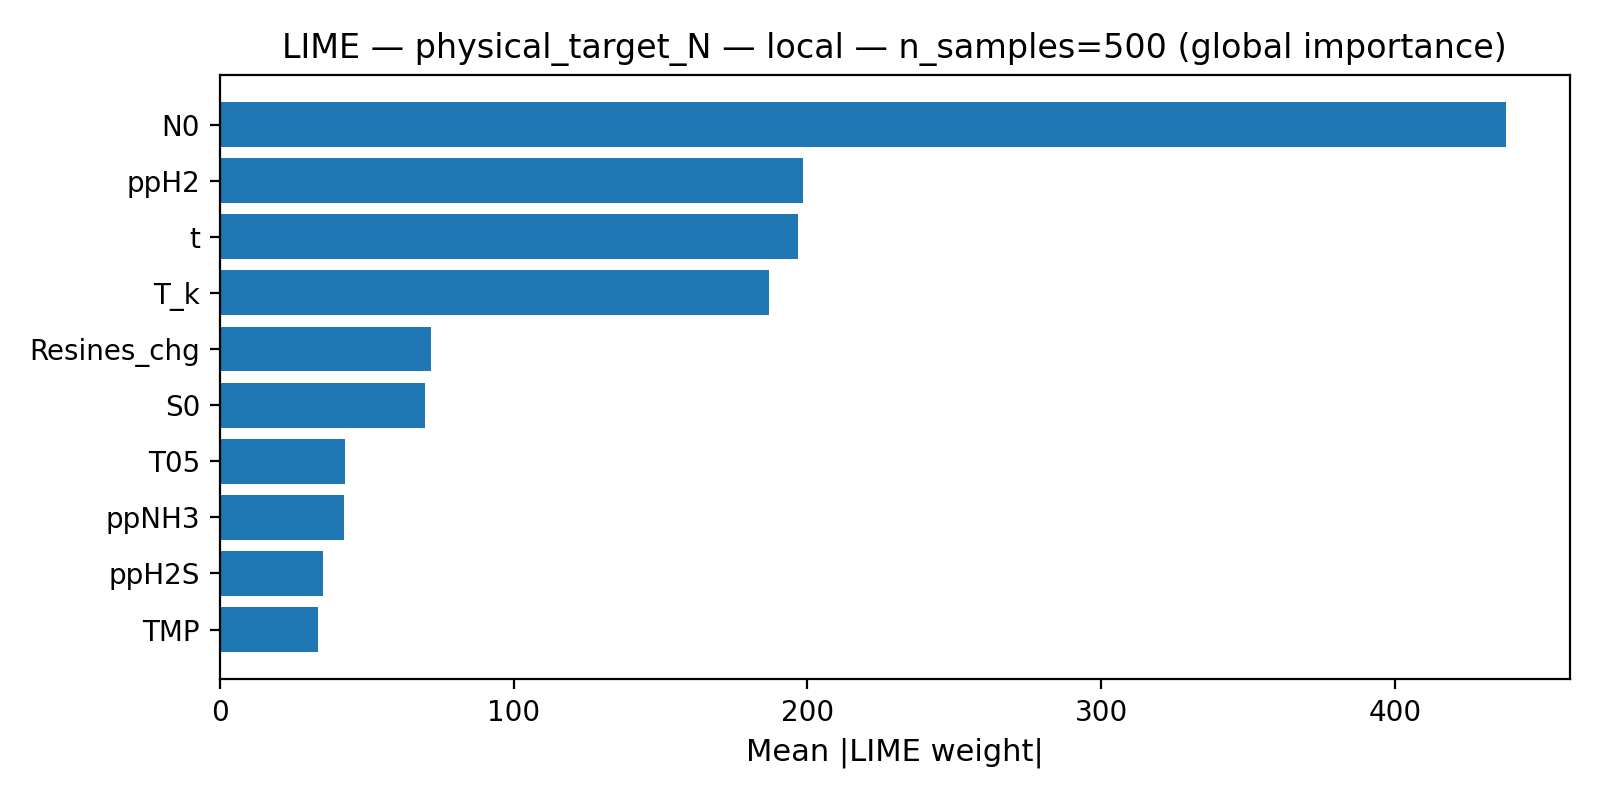 LIME — physical_target_N — local — n_samples=500 (global importance)
N0
ppH2
t
T_k
Resines_chg
S0
T05
ppNH3
ppH2S
TMP
0 100 200 300 400
Mean |LIME weight|